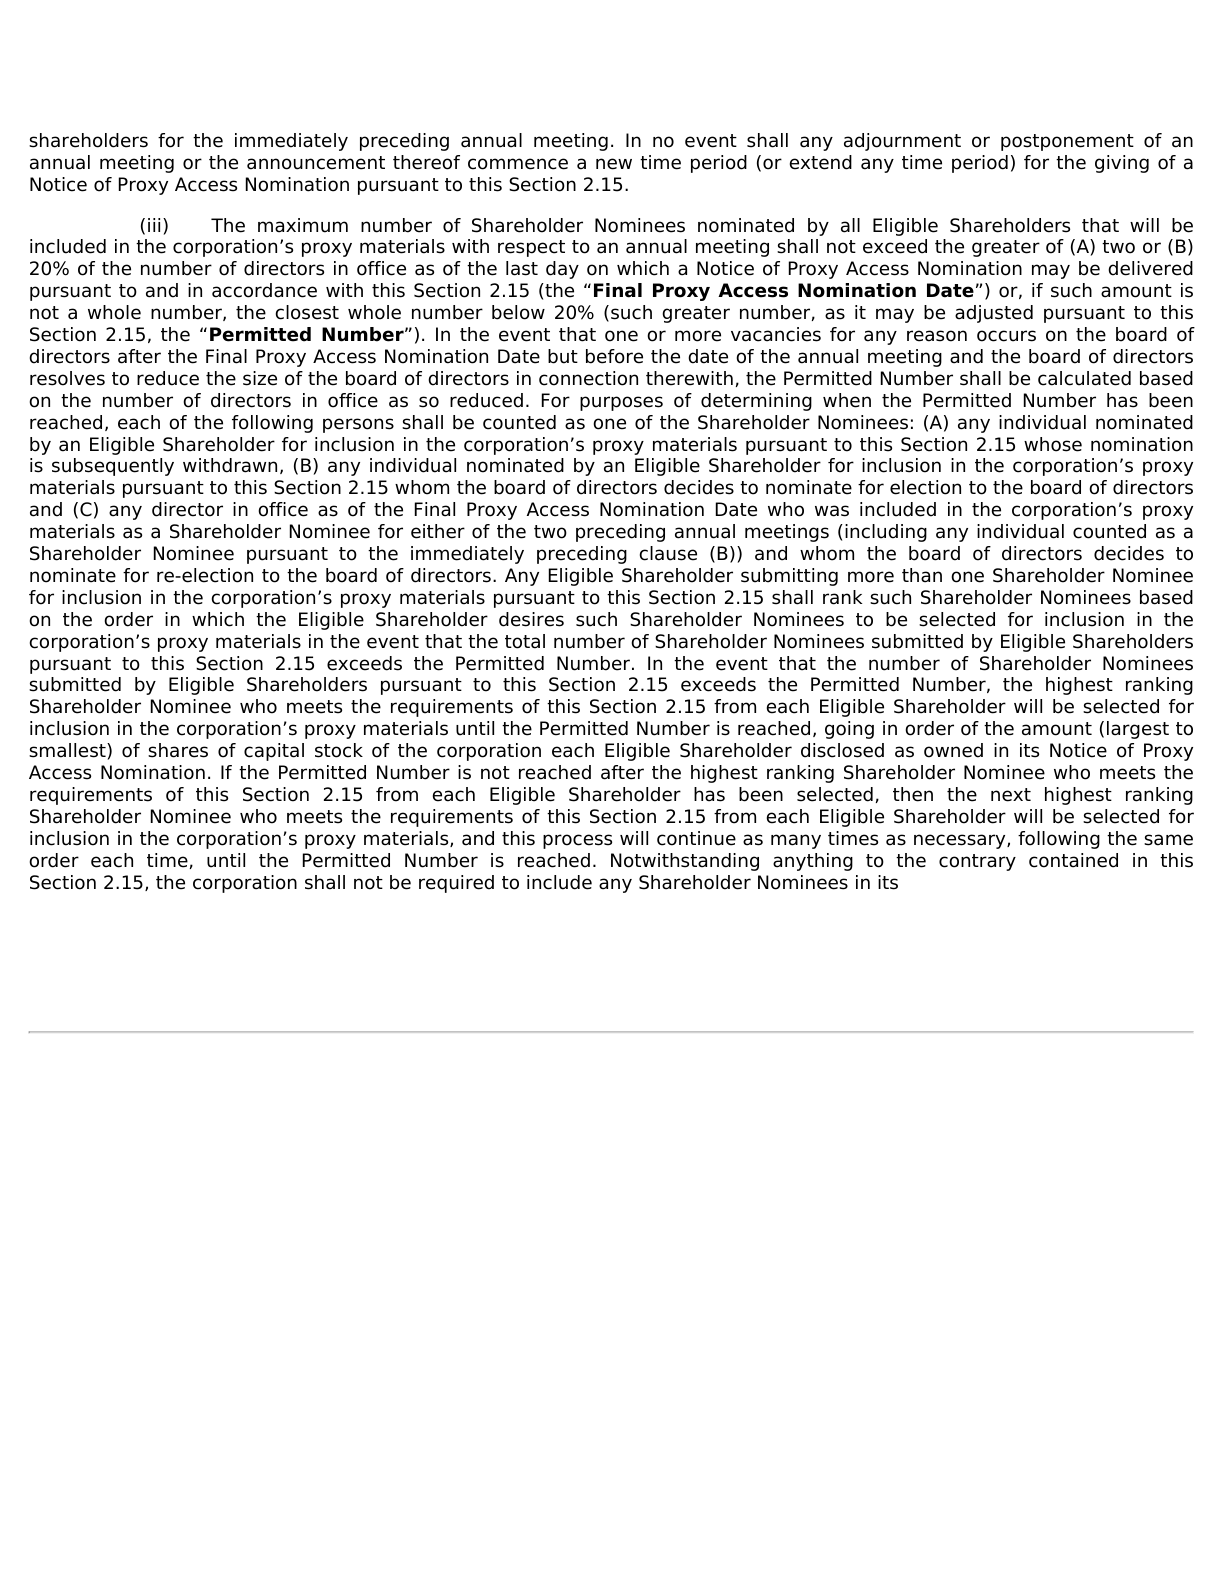 shareholders for the immediately preceding annual meeting. In no event shall any adjournment or postponement of an
annual meeting or the announcement thereof commence a new time period (or extend any time period) for the giving of a
Notice of Proxy Access Nomination pursuant to this Section 2.15.
(iii) The maximum number of Shareholder Nominees nominated by all Eligible Shareholders that will be
included in the corporation’s proxy materials with respect to an annual meeting shall not exceed the greater of (A) two or (B)
20% of the number of directors in office as of the last day on which a Notice of Proxy Access Nomination may be delivered
pursuant to and in accordance with this Section 2.15 (the “Final Proxy Access Nomination Date”) or, if such amount is
not a whole number, the closest whole number below 20% (such greater number, as it may be adjusted pursuant to this
Section 2.15, the “Permitted Number”). In the event that one or more vacancies for any reason occurs on the board of
directors after the Final Proxy Access Nomination Date but before the date of the annual meeting and the board of directors
resolves to reduce the size of the board of directors in connection therewith, the Permitted Number shall be calculated based
on the number of directors in office as so reduced. For purposes of determining when the Permitted Number has been
reached, each of the following persons shall be counted as one of the Shareholder Nominees: (A) any individual nominated
by an Eligible Shareholder for inclusion in the corporation’s proxy materials pursuant to this Section 2.15 whose nomination
is subsequently withdrawn, (B) any individual nominated by an Eligible Shareholder for inclusion in the corporation’s proxy
materials pursuant to this Section 2.15 whom the board of directors decides to nominate for election to the board of directors
and (C) any director in office as of the Final Proxy Access Nomination Date who was included in the corporation’s proxy
materials as a Shareholder Nominee for either of the two preceding annual meetings (including any individual counted as a
Shareholder Nominee pursuant to the immediately preceding clause (B)) and whom the board of directors decides to
nominate for re-election to the board of directors. Any Eligible Shareholder submitting more than one Shareholder Nominee
for inclusion in the corporation’s proxy materials pursuant to this Section 2.15 shall rank such Shareholder Nominees based
on the order in which the Eligible Shareholder desires such Shareholder Nominees to be selected for inclusion in the
corporation’s proxy materials in the event that the total number of Shareholder Nominees submitted by Eligible Shareholders
pursuant to this Section 2.15 exceeds the Permitted Number. In the event that the number of Shareholder Nominees
submitted by Eligible Shareholders pursuant to this Section 2.15 exceeds the Permitted Number, the highest ranking
Shareholder Nominee who meets the requirements of this Section 2.15 from each Eligible Shareholder will be selected for
inclusion in the corporation’s proxy materials until the Permitted Number is reached, going in order of the amount (largest to
smallest) of shares of capital stock of the corporation each Eligible Shareholder disclosed as owned in its Notice of Proxy
Access Nomination. If the Permitted Number is not reached after the highest ranking Shareholder Nominee who meets the
requirements of this Section 2.15 from each Eligible Shareholder has been selected, then the next highest ranking
Shareholder Nominee who meets the requirements of this Section 2.15 from each Eligible Shareholder will be selected for
inclusion in the corporation’s proxy materials, and this process will continue as many times as necessary, following the same
order each time, until the Permitted Number is reached. Notwithstanding anything to the contrary contained in this
Section 2.15, the corporation shall not be required to include any Shareholder Nominees in its